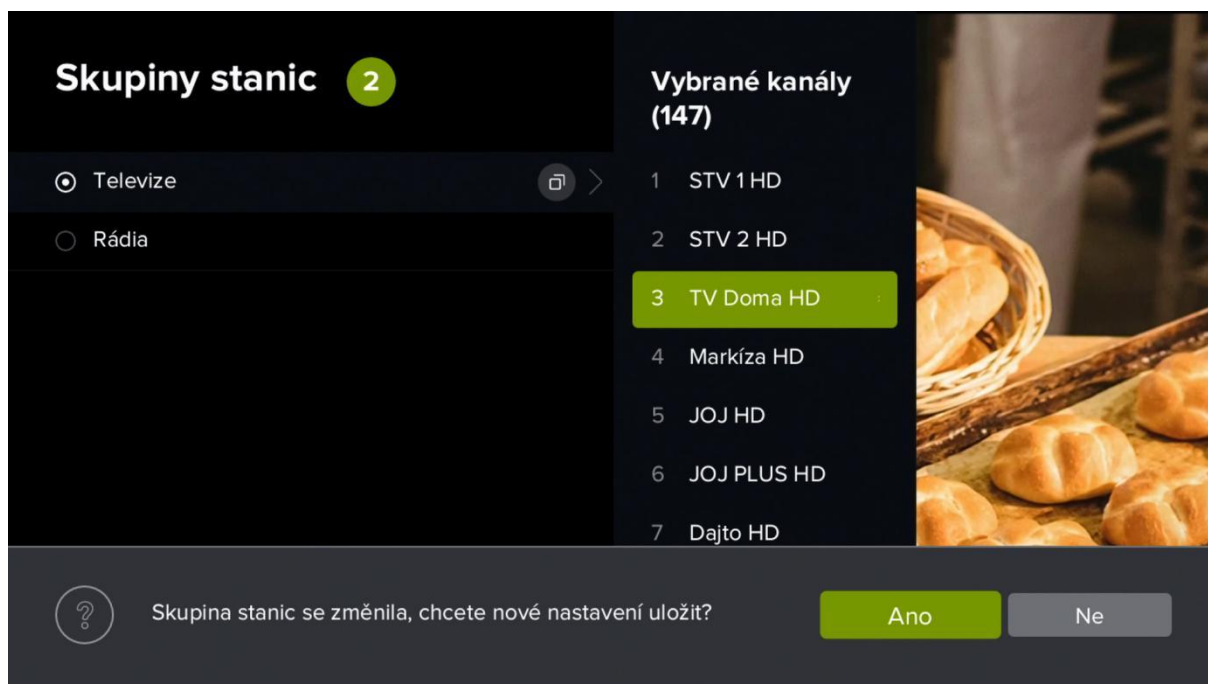 Skupiny stanic 2
Televize
Rádia
Vybrané kanály
(147)
1 STV 1 HD
2 STV 2 HD
3 TV Doma HD
4 Markíza HD
5 JOJ HD
6 JOJ PLUS HD
7 Dajto HD
? Skupina stanic se změnila, chcete nové nastavení uložit?
Ano
Ne